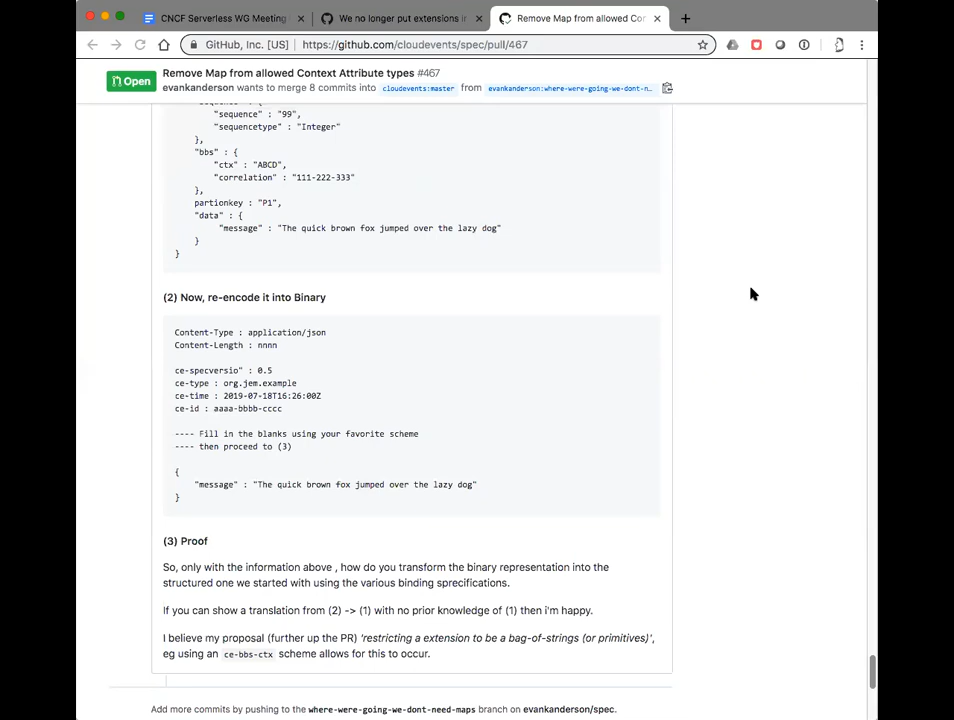 CNCF Serverless WG Meeting
We no longer put extensions i
Remove Map from allowed Co
GitHub, Inc. [US] https://github.com/cloudevents/spec/pull/467
Open
Remove Map from allowed Context Attribute types #467
evankanderson wants to merge 8 commits into cloudevents:master from evankanderson:where-were-going-we-dont-n…
"sequence" : "99",
"sequencetype" : "Integer"
},
"bbs" : {
"ctx" : "ABCD",
"correlation" : "111-222-333"
},
partionkey : "P1",
"data" : {
"message" : "The quick brown fox jumped over the lazy dog"
}
}
(2) Now, re-encode it into Binary
Content-Type : application/json
Content-Length : nnnn
ce-specversio" : 0.5
ce-type : org.jem.example
ce-time : 2019-07-18T16:26:00Z
ce-id : aaaa-bbbb-cccc
---- Fill in the blanks using your favorite scheme
---- then proceed to (3)
{
"message" : "The quick brown fox jumped over the lazy dog"
}
(3) Proof
So, only with the information above , how do you transform the binary representation into the
structured one we started with using the various binding sprecifications.
If you can show a translation from (2) -> (1) with no prior knowledge of (1) then i'm happy.
I believe my proposal (further up the PR) 'restricting a extension to be a bag-of-strings (or primitives)',
eg using an ce-bbs-ctx scheme allows for this to occur.
Add more commits by pushing to the where-were-going-we-dont-need-maps branch on evankanderson/spec.